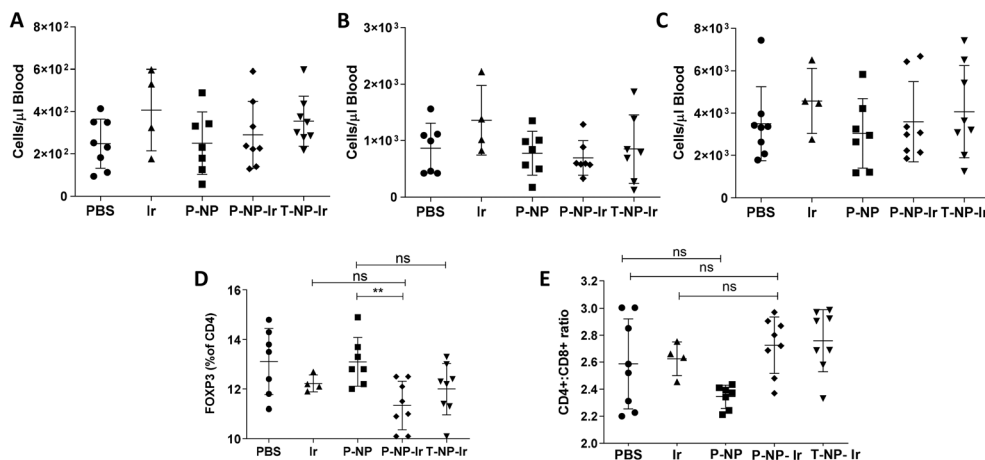 A
Cells/µl Blood
8×10²
6×10²
4×10²
2×10²
0
PBS Ir P-NP P-NP-Ir T-NP-Ir
B
Cells/µl Blood
3×10³
2×10³
1×10³
0
PBS Ir P-NP P-NP-Ir T-NP-Ir
C
Cells/µl Blood
8×10³
6×10³
4×10³
2×10³
0
PBS Ir P-NP P-NP-Ir T-NP-Ir
D
ns
ns
**
FOXP3 (%of CD4)
16
14
12
10
PBS Ir P-NP P-NP-Ir T-NP-Ir
E
ns
ns
ns
CD4+:CD8+ ratio
3.2
3.0
2.8
2.6
2.4
2.2
2.0
PBS Ir P-NP P-NP- Ir T-NP- Ir